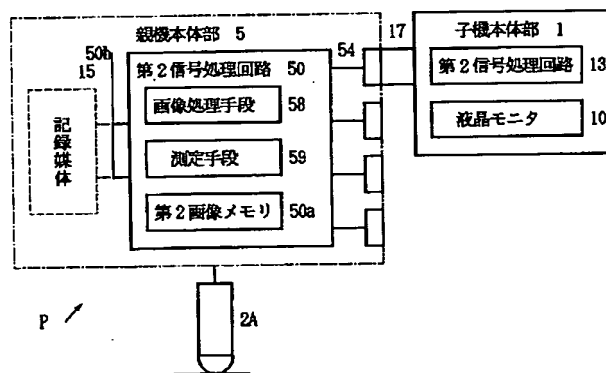 親機本体部 5
50b
15
記録媒体
第2信号処理回路 50
画像処理手段 58
測定手段 59
第2画像メモリ 50a
54
17
子機本体部 1
第2信号処理回路 13
液晶モニタ 10
P
2A